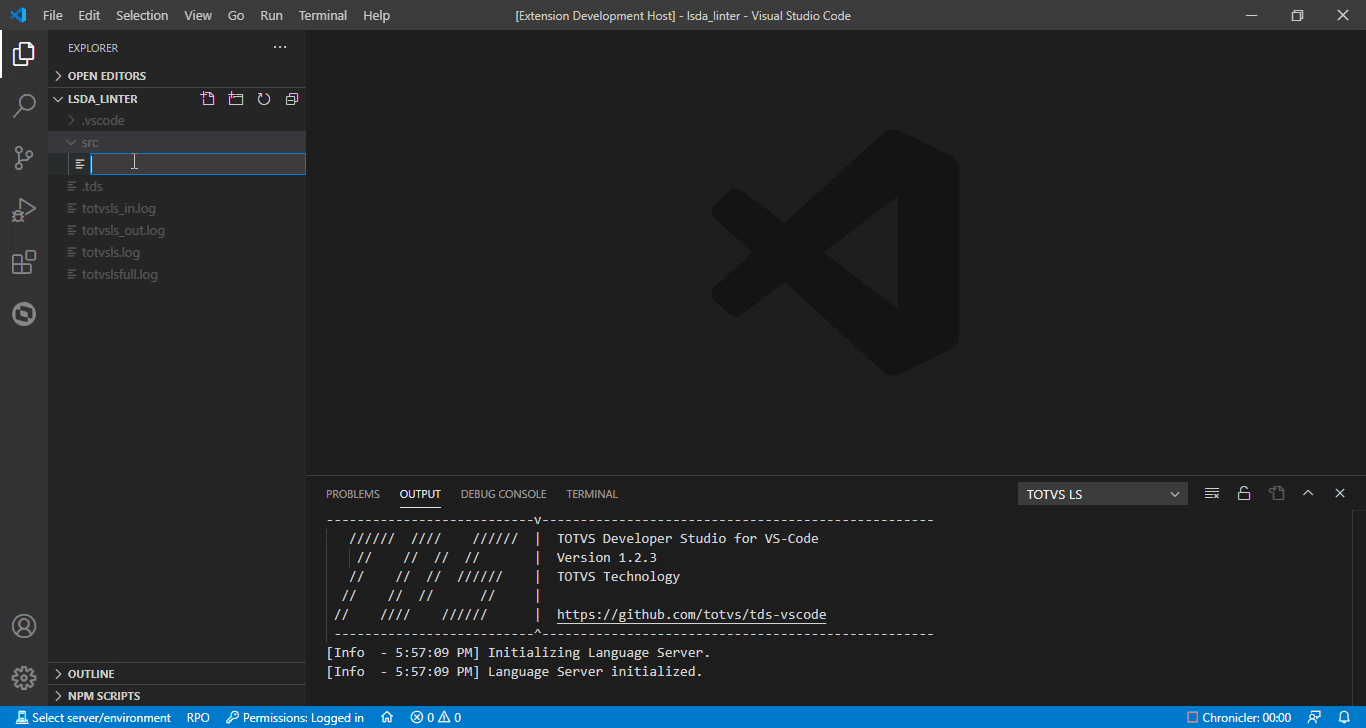 File Edit Selection View Go Run Terminal Help
[Extension Development Host] - lsda_linter - Visual Studio Code
EXPLORER
OPEN EDITORS
LSDA_LINTER
.vscode
src
.tds
totvsls_in.log
totvsls_out.log
totvsls.log
totvslsfull.log
OUTLINE
NPM SCRIPTS
PROBLEMS OUTPUT DEBUG CONSOLE TERMINAL
TOTVS LS
---------------------------v---------------------------------------------------
//////  ////    //////  |  TOTVS Developer Studio for VS-Code
//    //  //  //       |  Version 1.2.3
//    //  //  //////    |  TOTVS Technology
//    //  //      //     |
//    ////    //////      |  https://github.com/totvs/tds-vscode
--------------------------^---------------------------------------------------
[Info  - 5:57:09 PM] Initializing Language Server.
[Info  - 5:57:09 PM] Language Server initialized.
Select server/environment RPO Permissions: Logged in 0 0 Chronicler: 00:00